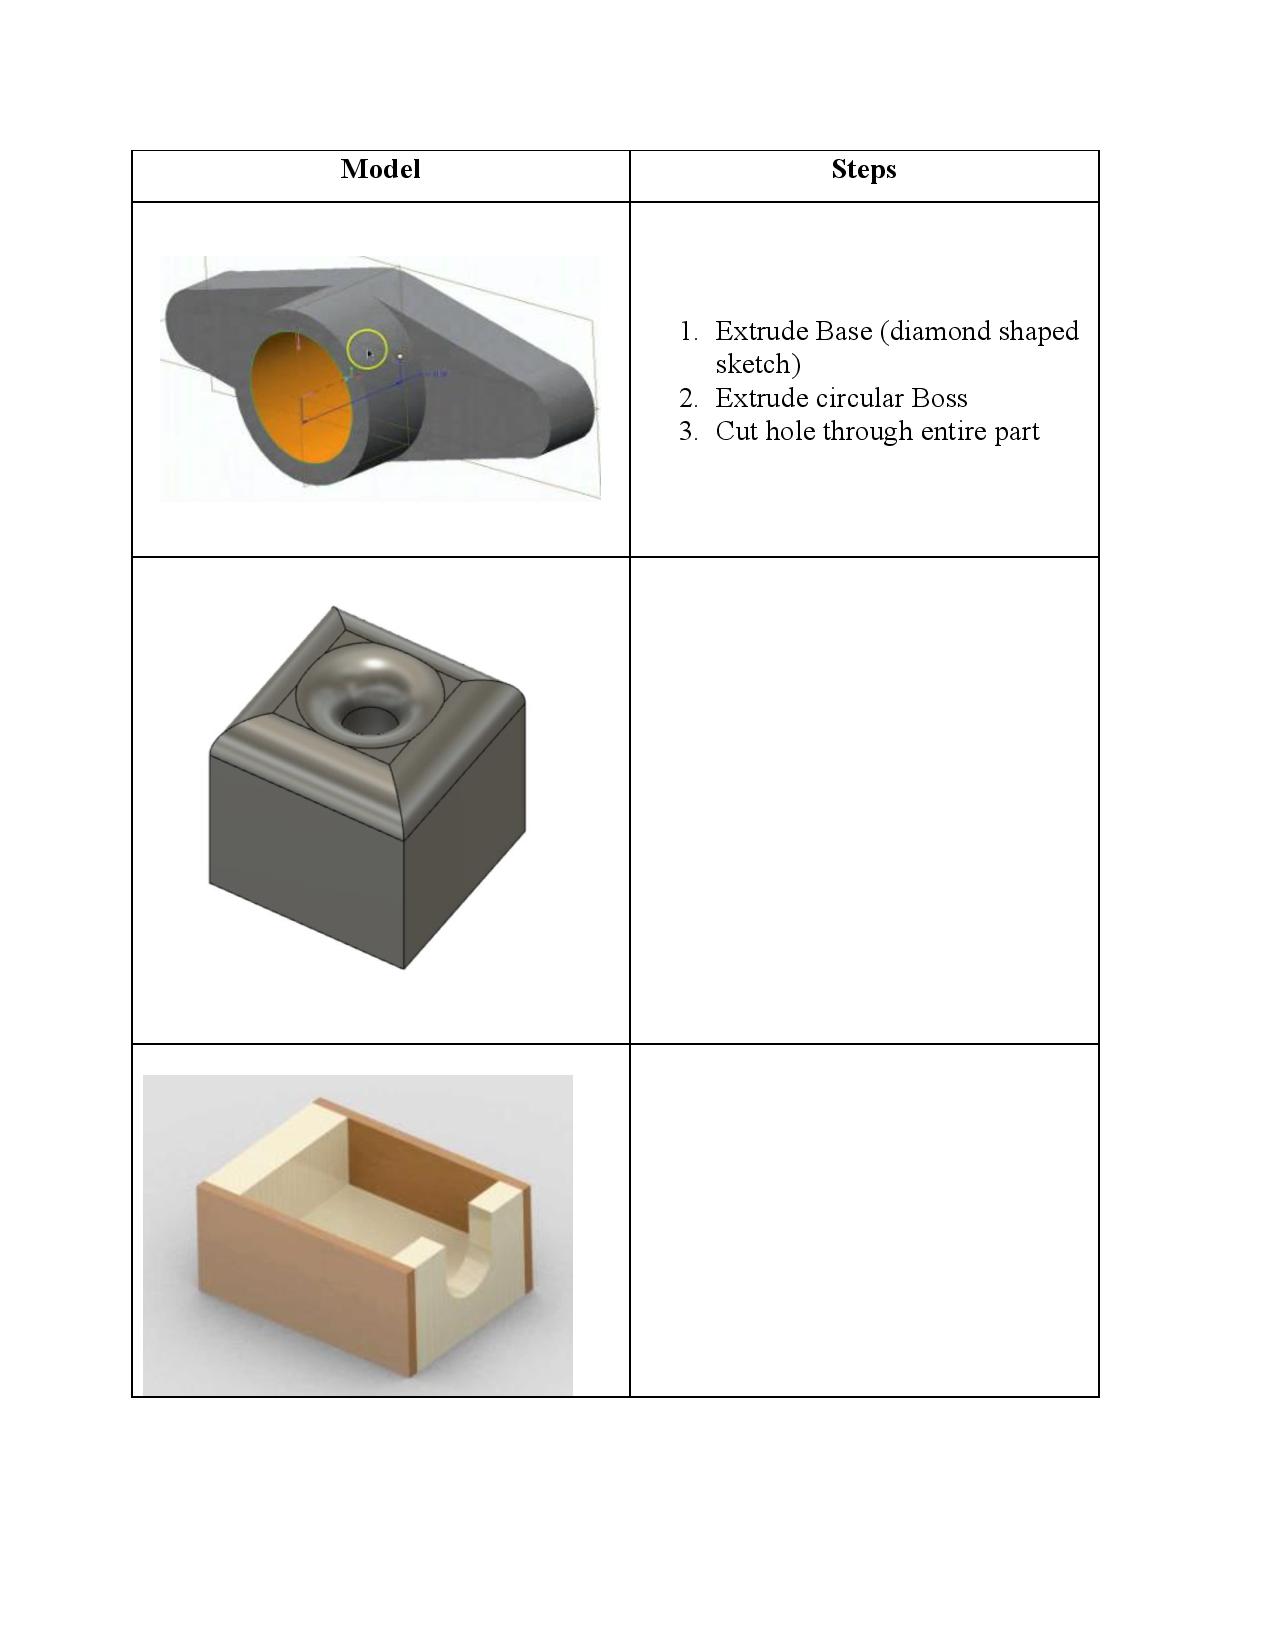 Model
Steps
1. Extrude Base (diamond shaped
sketch)
2. Extrude circular Boss
3. Cut hole through entire part